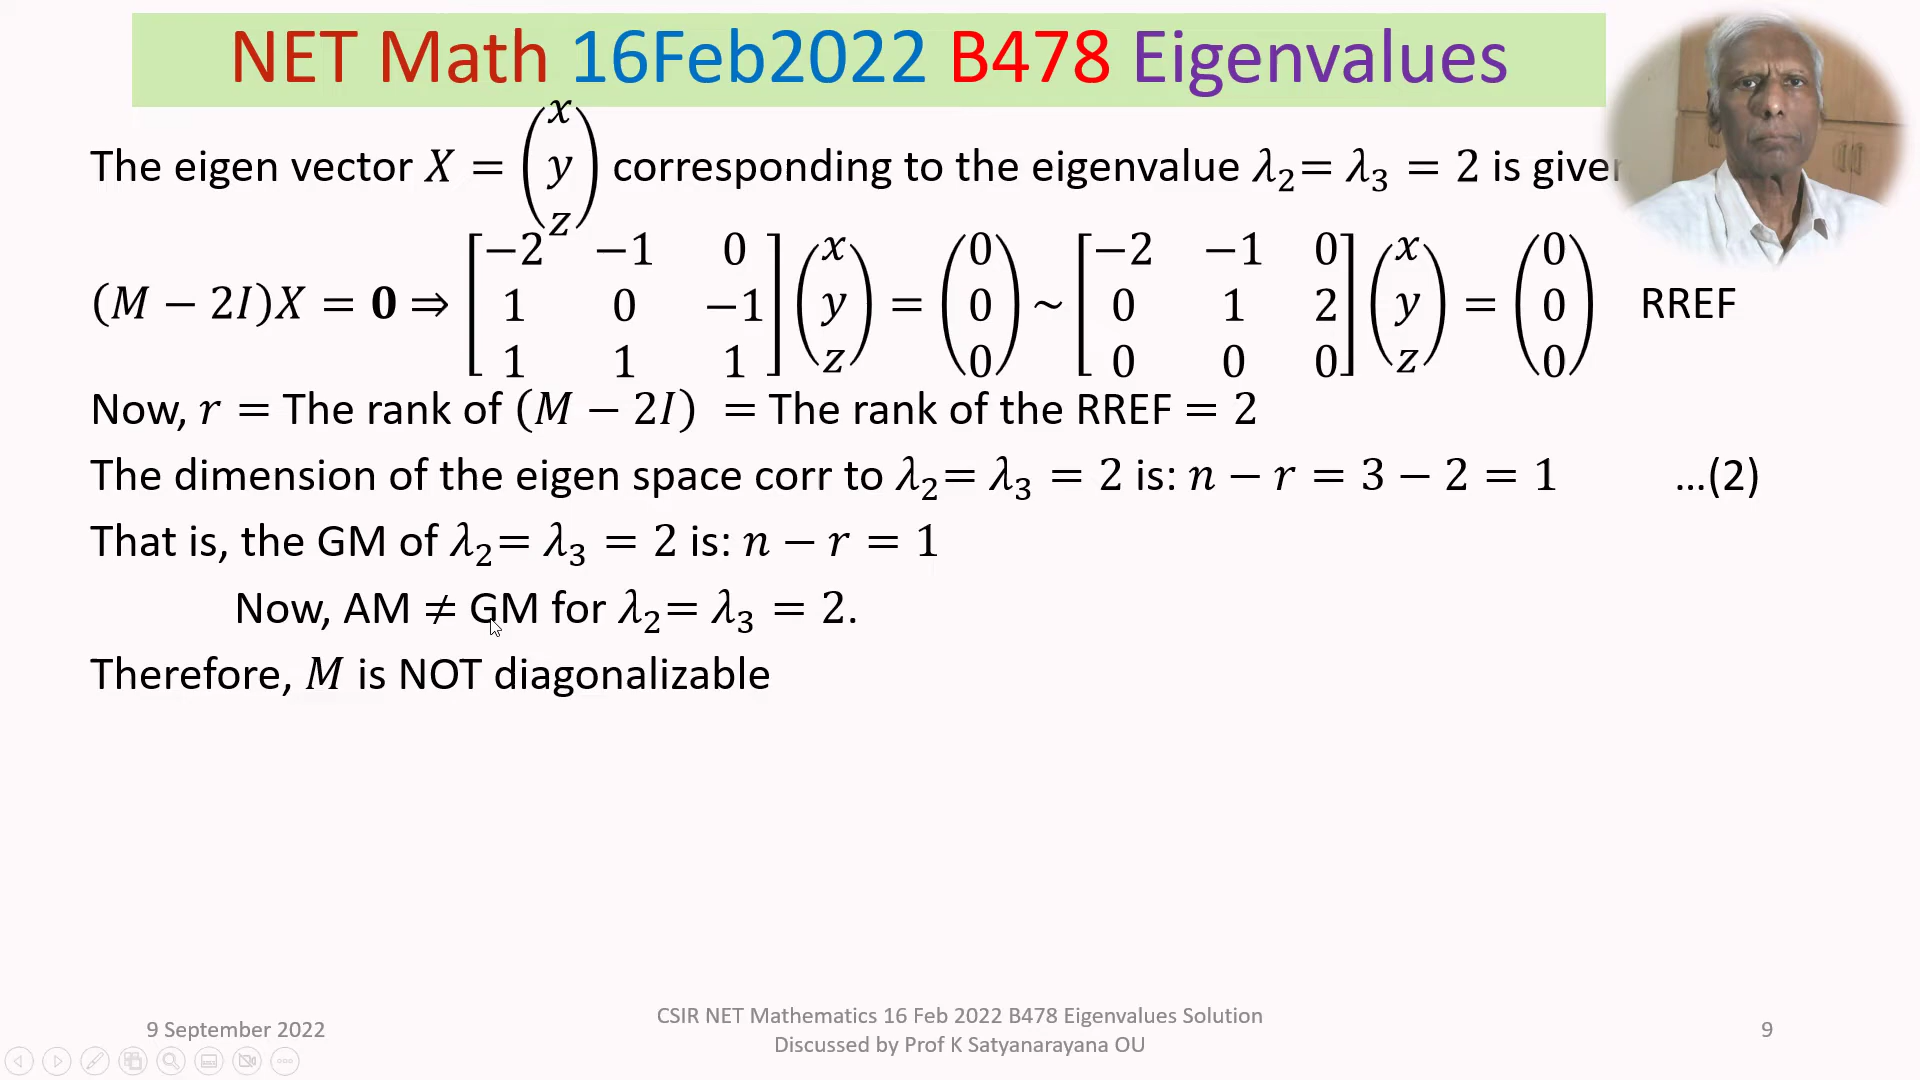 NET Math 16Feb2022 B478 Eigenvalues
The eigen vector X = (x y z) corresponding to the eigenvalue λ₂= λ₃ = 2 is given
(M − 2I)X = 0 ⇒ [−2 −1 0; 1 0 −1; 1 1 1] (x y z) = (0 0 0) ~ [−2 −1 0; 0 1 2; 0 0 0] (x y z) = (0 0 0) RREF
Now, r = The rank of (M − 2I) = The rank of the RREF = 2
The dimension of the eigen space corr to λ₂= λ₃ = 2 is: n − r = 3 − 2 = 1 …(2)
That is, the GM of λ₂= λ₃ = 2 is: n − r = 1
Now, AM ≠ GM for λ₂= λ₃ = 2.
Therefore, M is NOT diagonalizable
9 September 2022
CSIR NET Mathematics 16 Feb 2022 B478 Eigenvalues Solution
Discussed by Prof K Satyanarayana OU
9